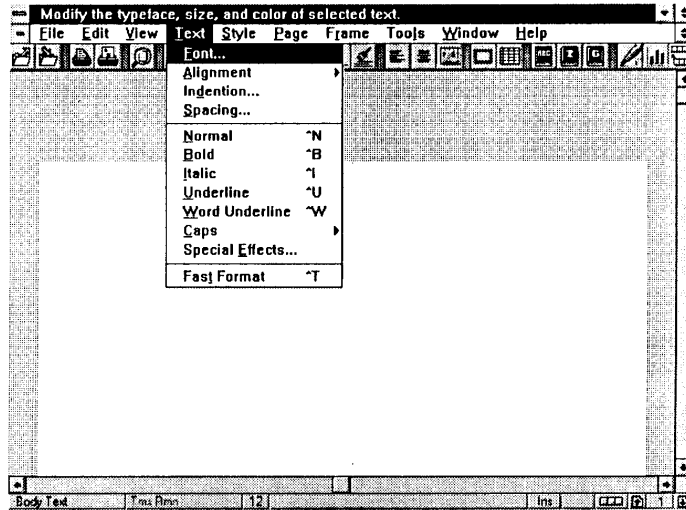 Modify the typeface, size, and color of selected text.
File Edit View Text Style Page Frame Tools Window Help
Font...
Alignment
Indention...
Spacing...
Normal ^N
Bold ^B
Italic ^I
Underline ^U
Word Underline ^W
Caps
Special Effects...
Fast Format ^T
Body Text Tms Rmn 12 Ins 1